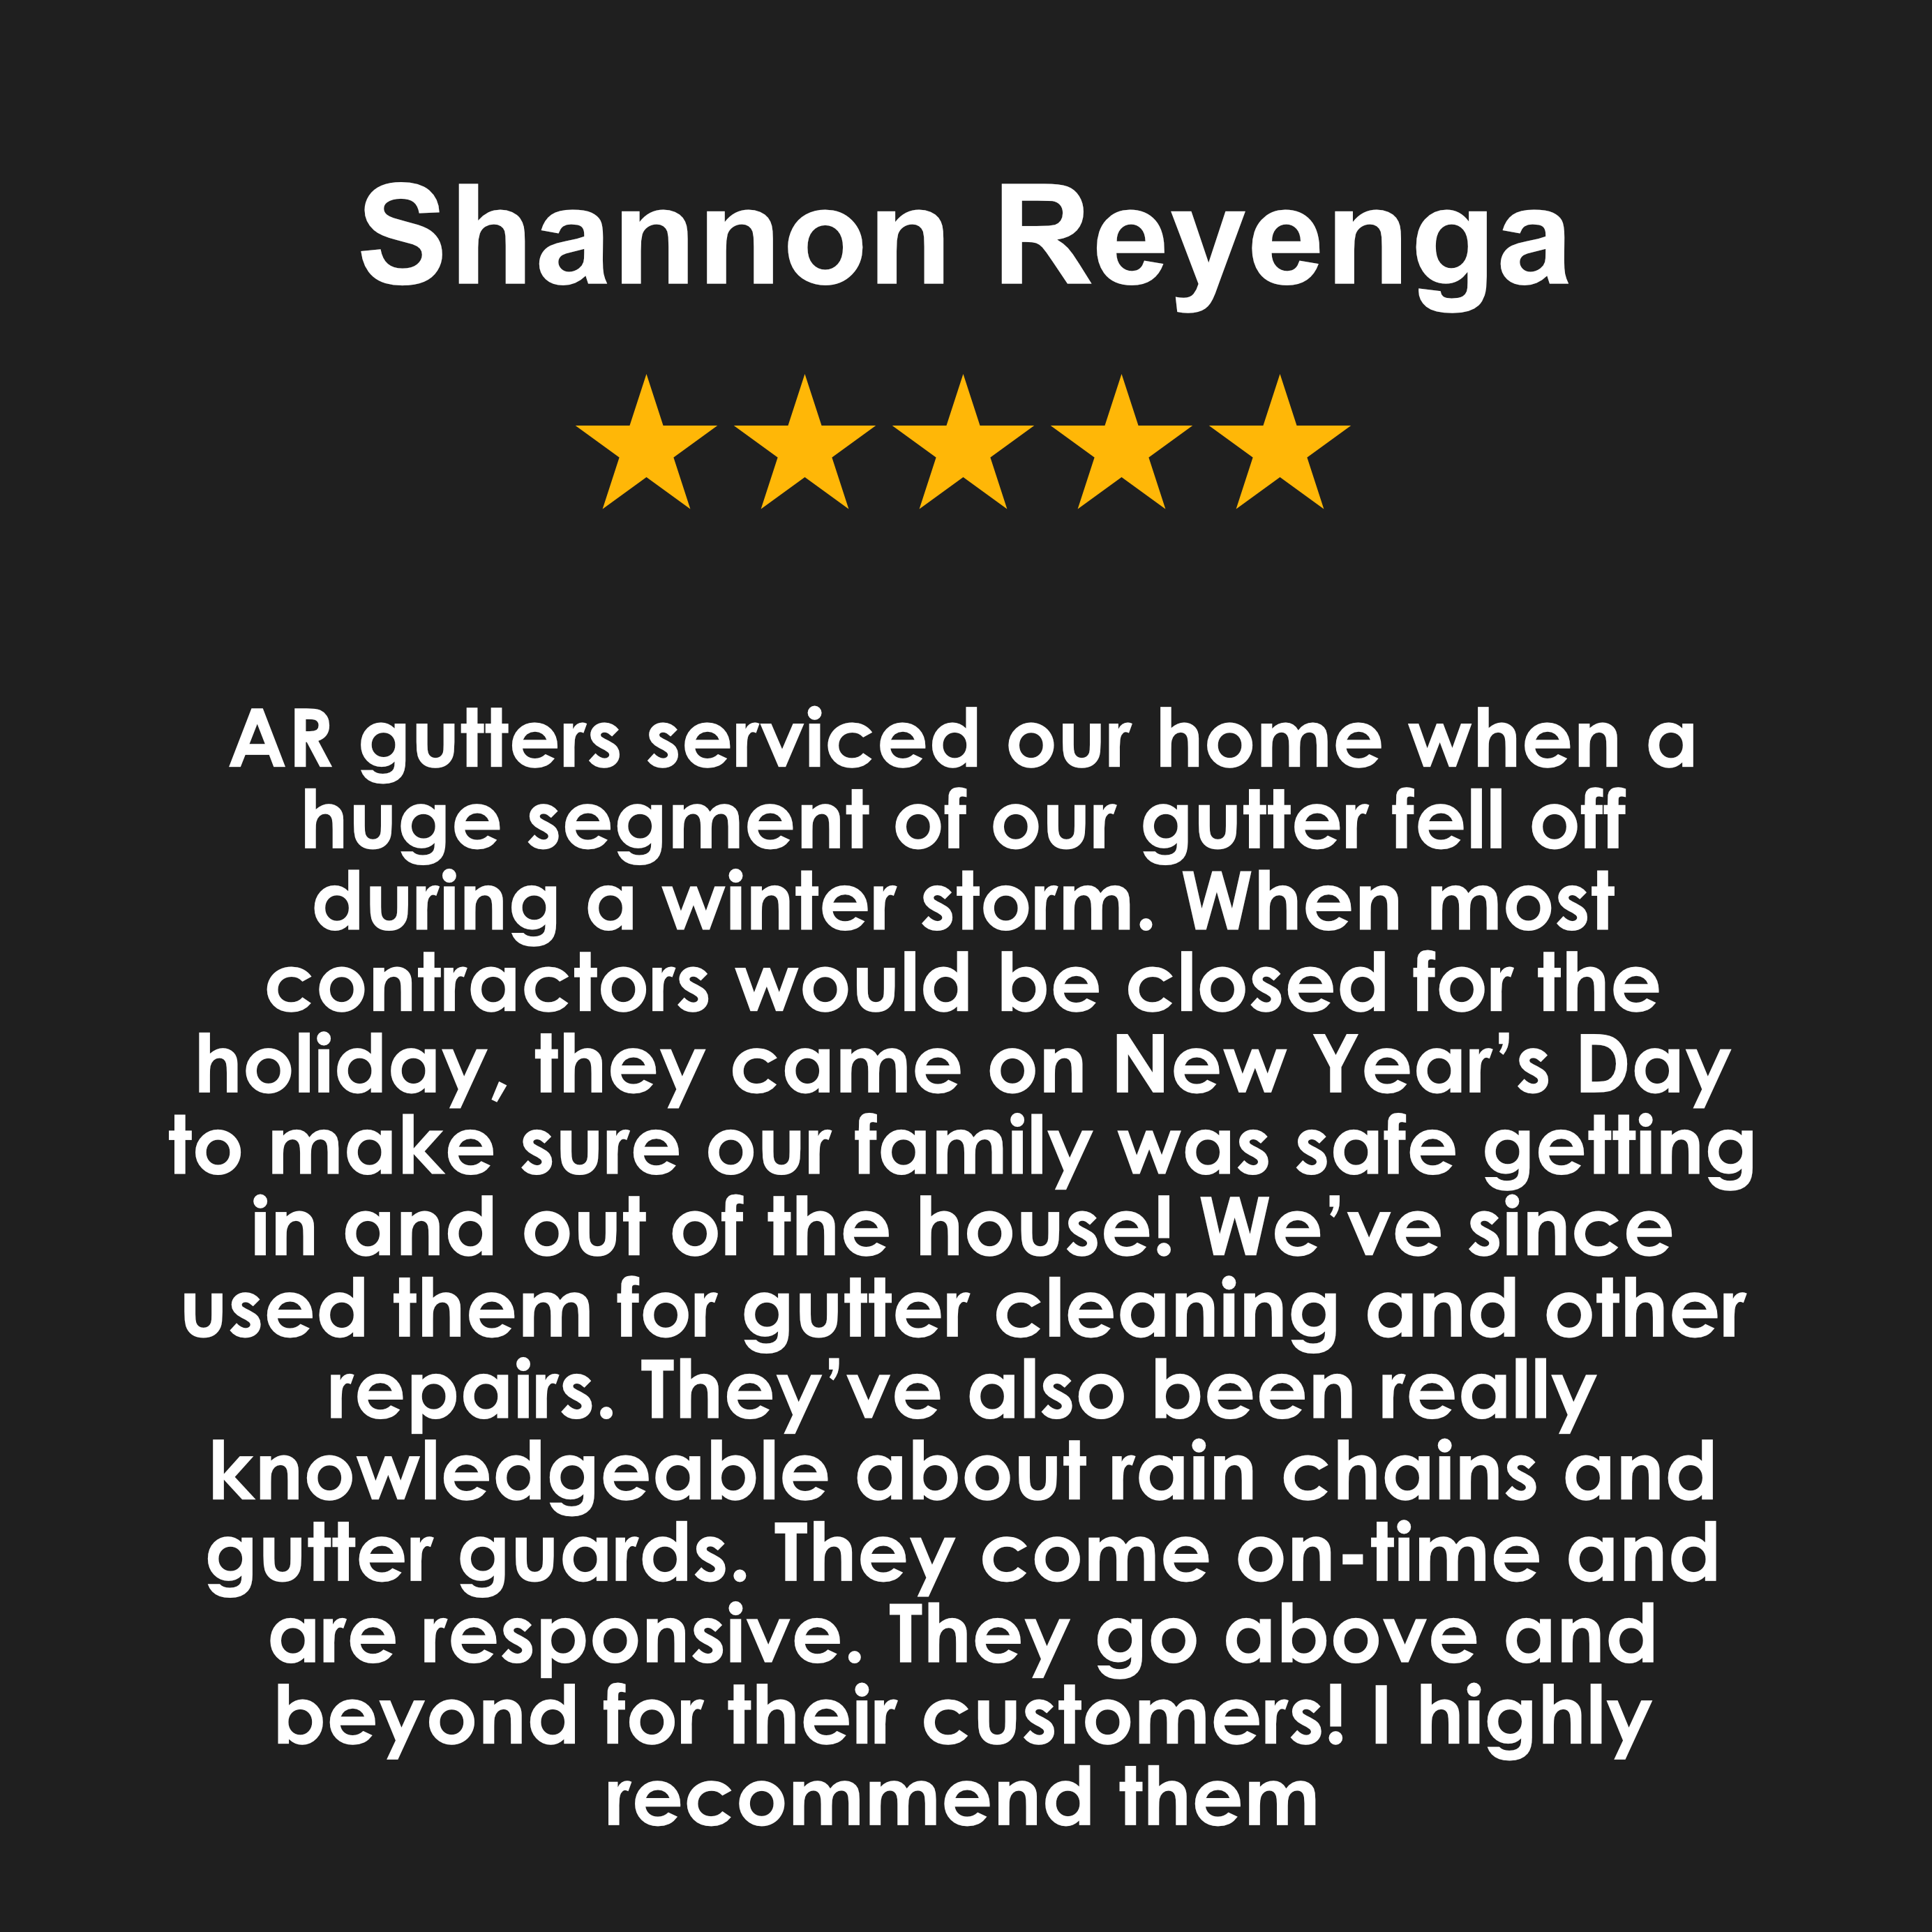 Shannon Reyenga
AR gutters serviced our home when a
huge segment of our gutter fell off
during a winter storm. When most
contractors would be closed for the
holiday, they came on New Year’s Day
to make sure our family was safe getting
in and out of the house! We’ve since
used them for gutter cleaning and other
repairs. They’ve also been really
knowledgeable about rain chains and
gutter guards. They come on-time and
are responsive. They go above and
beyond for their customers! I highly
recommend them